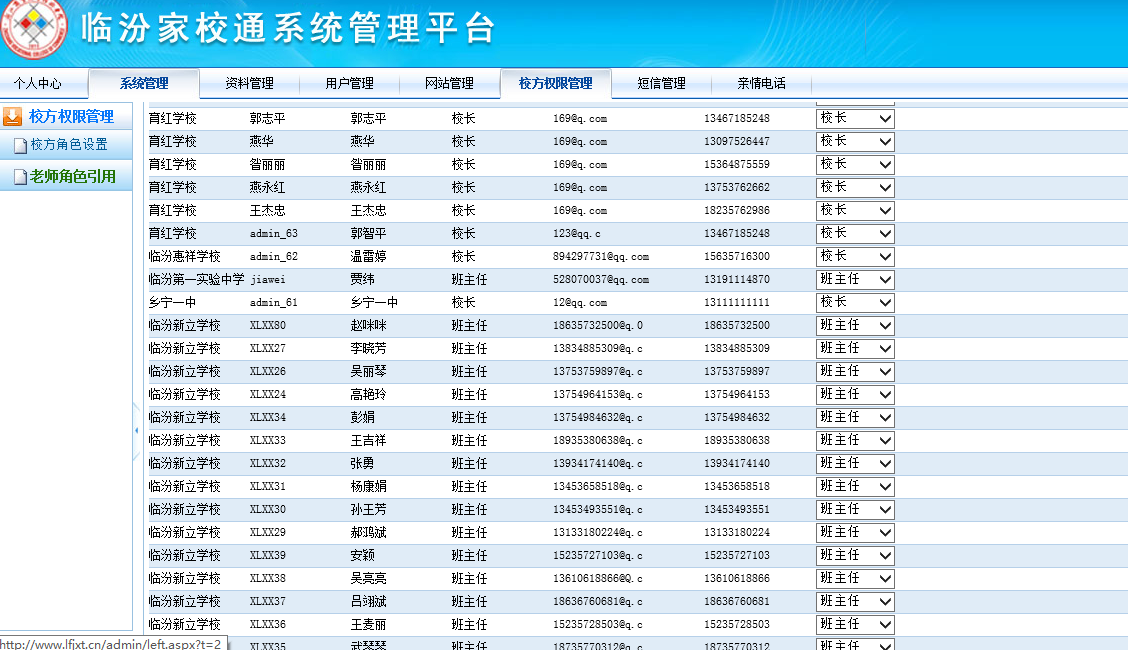 临汾家校通系统管理平台
个人中心 系统管理 资料管理 用户管理 网站管理 校方权限管理 短信管理 亲情电话
校方权限管理
校方角色设置
老师角色引用
育红学校 郭志平 郭志平 校长 169@q.com 13467185248 校长
育红学校 燕华 燕华 校长 169@q.com 13097526447 校长
育红学校 昝丽丽 昝丽丽 校长 169@q.com 15364875559 校长
育红学校 燕永红 燕永红 校长 169@q.com 13753762662 校长
育红学校 王杰忠 王杰忠 校长 169@q.com 18235762986 校长
育红学校 admin_63 郭智平 校长 123@qq.c 13467185248 校长
临汾惠祥学校 admin_62 温雷婷 校长 894297731@qq.com 15635716300 校长
临汾第一实验中学 jiawei 贾纬 班主任 528070037@qq.com 13191114870 班主任
乡宁一中 admin_61 乡宁一中 校长 12@qq.com 13111111111 校长
临汾新立学校 XLXX80 赵咪咪 班主任 18635732500@q.0 18635732500 班主任
临汾新立学校 XLXX27 李晓芳 班主任 13834885309@q.c 13834885309 班主任
临汾新立学校 XLXX26 吴丽琴 班主任 13753759897@q.c 13753759897 班主任
临汾新立学校 XLXX24 高艳玲 班主任 13754964153@q.c 13754964153 班主任
临汾新立学校 XLXX34 彭娟 班主任 13754984632@q.c 13754984632 班主任
临汾新立学校 XLXX33 王吉祥 班主任 18935380638@q.c 18935380638 班主任
临汾新立学校 XLXX32 张勇 班主任 13934174140@q.c 13934174140 班主任
临汾新立学校 XLXX31 杨康娟 班主任 13453658518@q.c 13453658518 班主任
临汾新立学校 XLXX30 孙王芳 班主任 13453493551@q.c 13453493551 班主任
临汾新立学校 XLXX29 郝鸿斌 班主任 13133180224@q.c 13133180224 班主任
临汾新立学校 XLXX39 安颖 班主任 15235727103@q.c 15235727103 班主任
临汾新立学校 XLXX38 吴亮亮 班主任 13610618866@Q.c 13610618866 班主任
临汾新立学校 XLXX37 吕翊斌 班主任 18636760681@q.c 18636760681 班主任
临汾新立学校 XLXX36 王麦丽 班主任 15235728503@q.c 15235728503 班主任
XLXX35 武琴琴 班主任 18735770312@q.c 18735770312 班主任
http://www.lfjxt.cn/admin/left.aspx?t=2